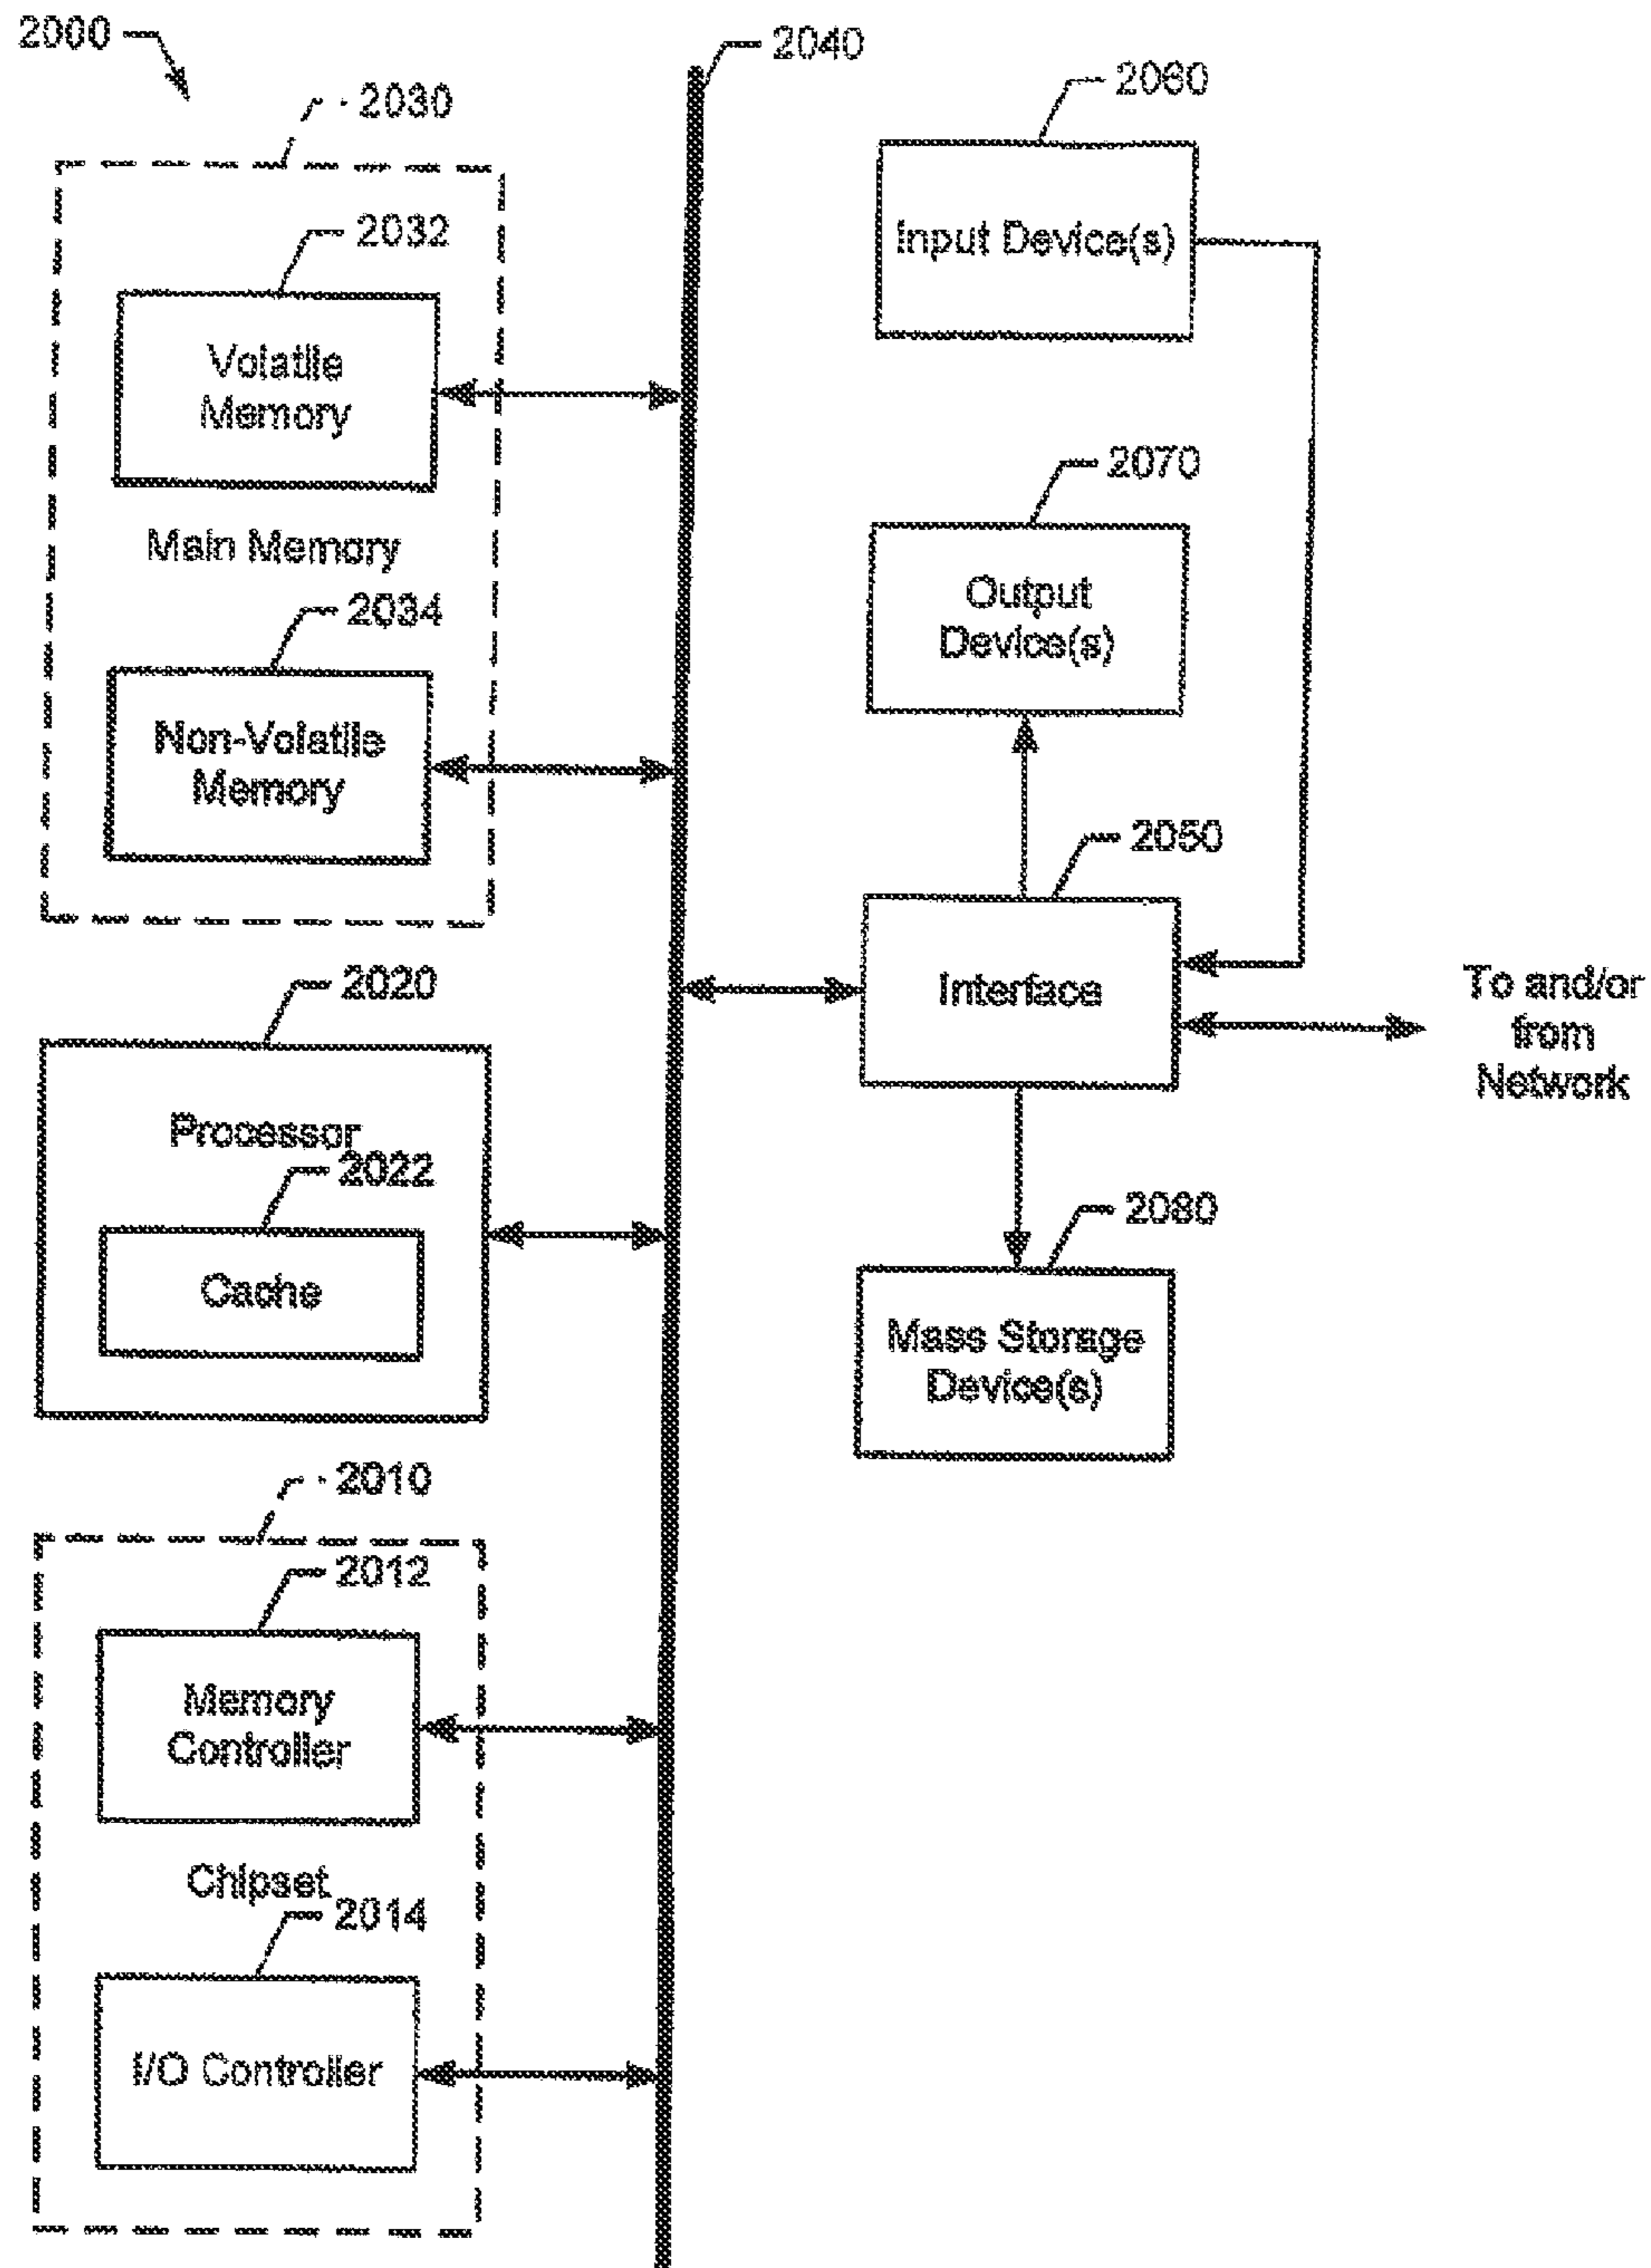 2000
2040
2060
2030
Input Device(s)
2032
Volatile
Memory
2070
Main Memory
Output
Device(s)
2034
Non-Volatile
Memory
2050
Interface
To and/or
from
Network
2020
Processor
2022
Cache
2080
Mass Storage
Device(s)
2010
2012
Memory
Controller
Chipset
2014
I/O Controller